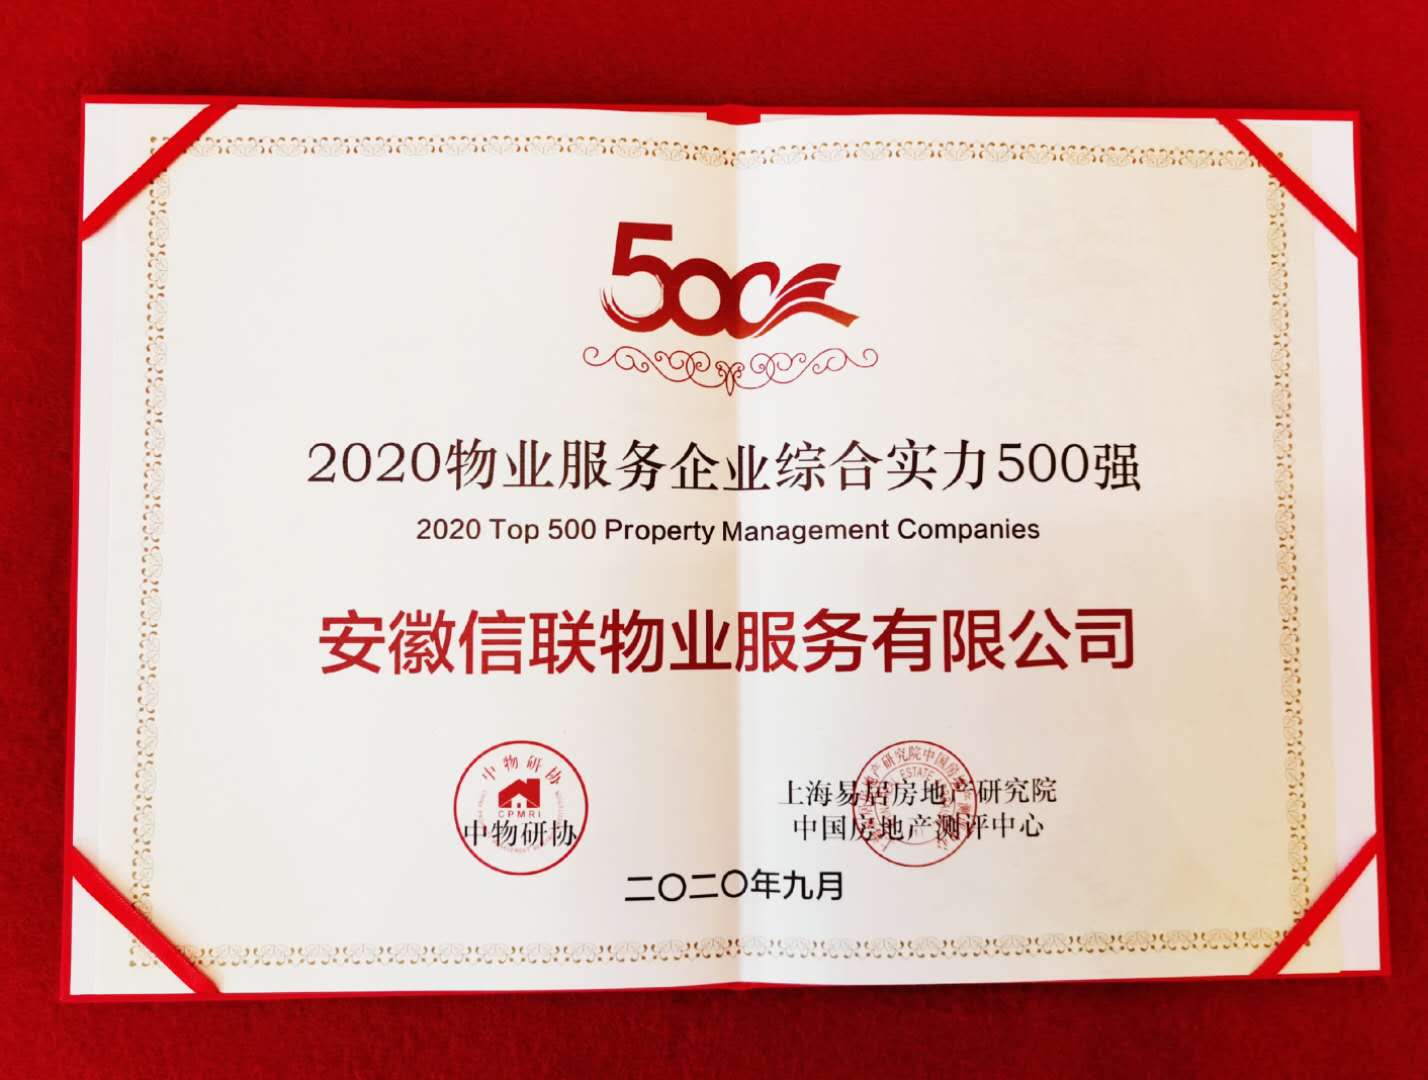 500
2020物业服务企业综合实力500强
2020 Top 500 Property Management Companies
安徽信联物业服务有限公司
中物研协
CPMRI
中物研协
上海易居房地产研究院
中国房地产测评中心
二〇二〇年九月